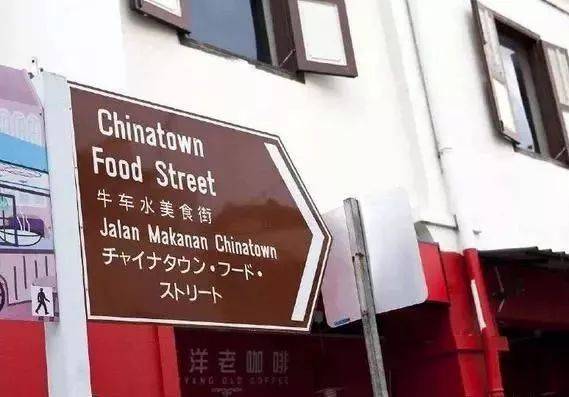 Chinatown
Food Street
牛车水美食街
Jalan Makanan Chinatown
チャイナタウン・フード・
ストリート
洋老咖啡
YANG OLD COFFEE